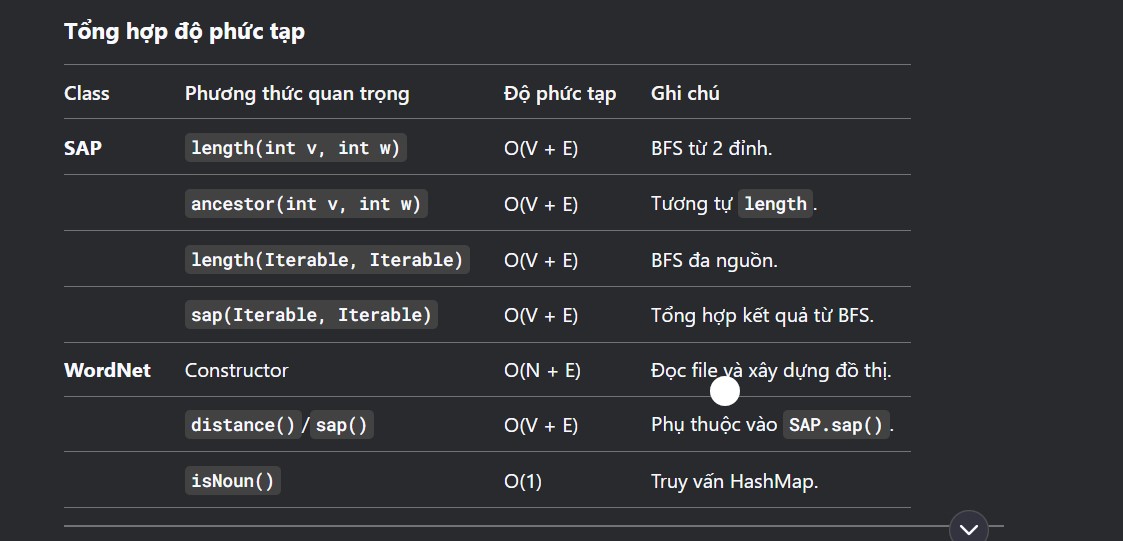 Tổng hợp độ phức tạp
Class Phương thức quan trọng Độ phức tạp Ghi chú
SAP length(int v, int w) O(V + E) BFS từ 2 đỉnh.
ancestor(int v, int w) O(V + E) Tương tự length.
length(Iterable, Iterable) O(V + E) BFS đa nguồn.
sap(Iterable, Iterable) O(V + E) Tổng hợp kết quả từ BFS.
WordNet Constructor O(N + E) Đọc file và xây dựng đồ thị.
distance()/sap() O(V + E) Phụ thuộc vào SAP.sap().
isNoun() O(1) Truy vấn HashMap.